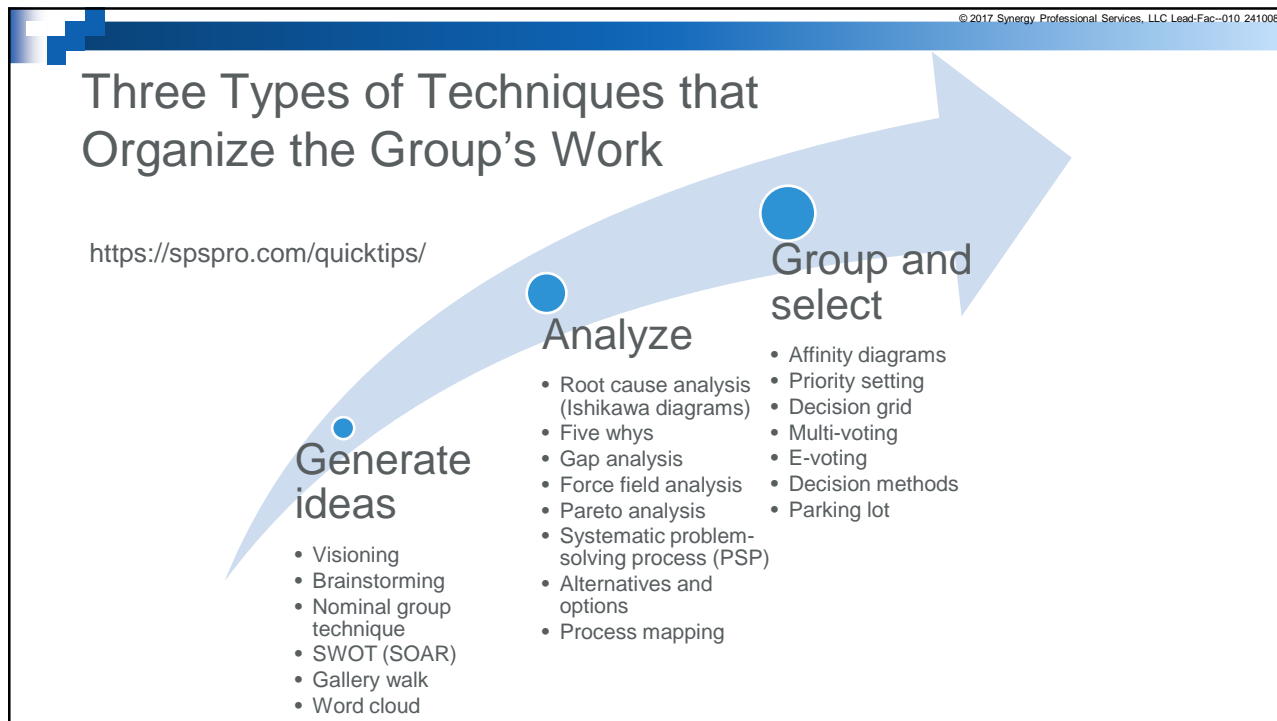 © 2017 Synergy Professional Services, LLC Lead-Fac--010 241008
Three Types of Techniques that
Organize the Group's Work
https://spspro.com/quicktips/
Generate
ideas
• Visioning
• Brainstorming
• Nominal group
technique
• SWOT (SOAR)
• Gallery walk
• Word cloud
Analyze
• Root cause analysis
(Ishikawa diagrams)
• Five whys
• Gap analysis
• Force field analysis
• Pareto analysis
• Systematic problem-
solving process (PSP)
• Alternatives and
options
• Process mapping
Group and
select
• Affinity diagrams
• Priority setting
• Decision grid
• Multi-voting
• E-voting
• Decision methods
• Parking lot